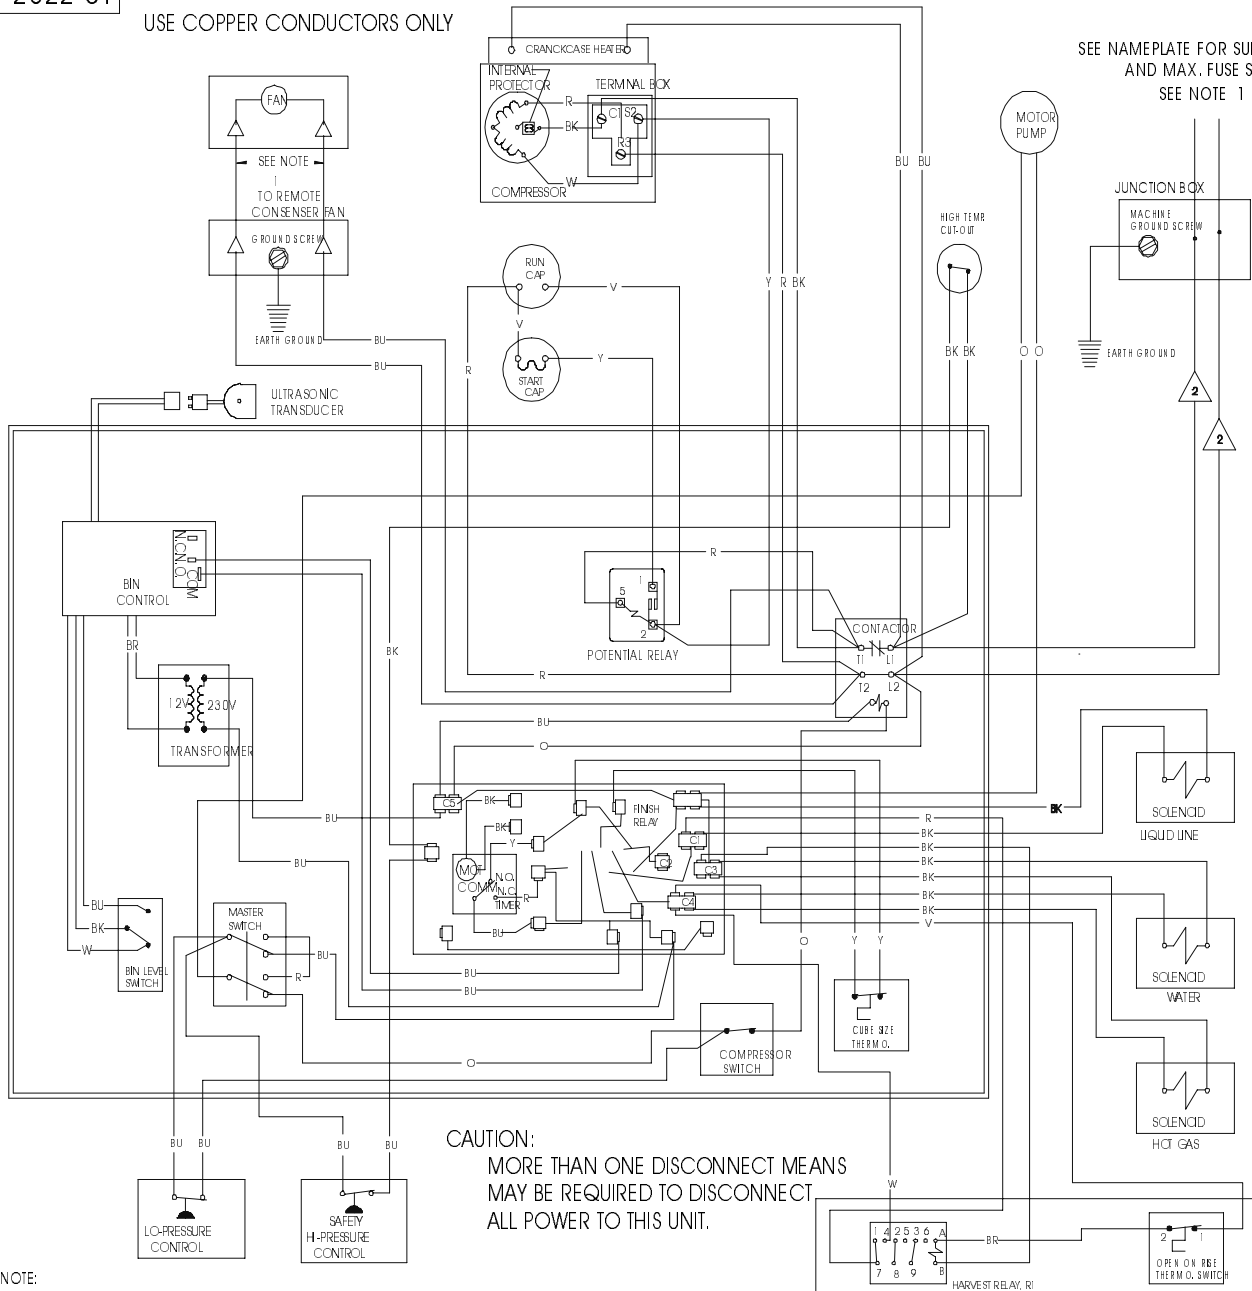 USE COPPER CONDUCTORS ONLY
SEE NAMEPLATE FOR
AND MAX. FUSE
SEE NOTE 1
CRANCKCASE HEATER
INTERNAL
PROTECTOR
TERMINAL BOX
R
C1 S2
BK
R3
W
COMPRESSOR
FAN
SEE NOTE
1
TO REMOTE
CONSENSER FAN
GROUND SCREW
EARTH GROUND
MOTOR
PUMP
BU BU
JUNCTION BOX
MACHINE
GROUND SCREW
EARTH GROUND
HIGH TEMP.
CUT-OUT
RUN
CAP
V
V
Y
START
CAP
R
Y R BK
BK BK
O O
BU
BU
2
2
ULTRASONIC
TRANSDUCER
N.C.
N.O.
COM
BIN
CONTROL
R
1
5
2
POTENTIAL RELAY
CONTACTOR
T1 L1
T2 L2
BR
BK
R
12V 230V
TRANSFORMER
BU
O
BU
BU
C5
BK
BK
Y
MOT
COMM
N.O.
N.C.
TIMER
R
BU
FINISH
RELAY
C1
C2
C3
C4
BK
R
BK
BK
BK
BK
BK
BK
V
SOLENOID
LIQUID LINE
SOLENOID
WATER
SOLENOID
HOT GAS
BU
BK
W
BIN LEVEL
SWITCH
MASTER
SWITCH
BU
R
BU
BU
O
O
Y Y
CUBE SIZE
THERMO.
COMPRESSOR
SWITCH
BU BU
BU BU
LO-PRESSURE
CONTROL
SAFETY
HI-PRESSURE
CONTROL
CAUTION:
MORE THAN ONE DISCONNECT MEANS
MAY BE REQUIRED TO DISCONNECT
ALL POWER TO THIS UNIT.
W
1 4 2 5 3 6 A
7 8 9 B
BR
HARVEST RELAY, R1
2 1
OPEN ON RISE
THERMO. SWITCH
NOTE: